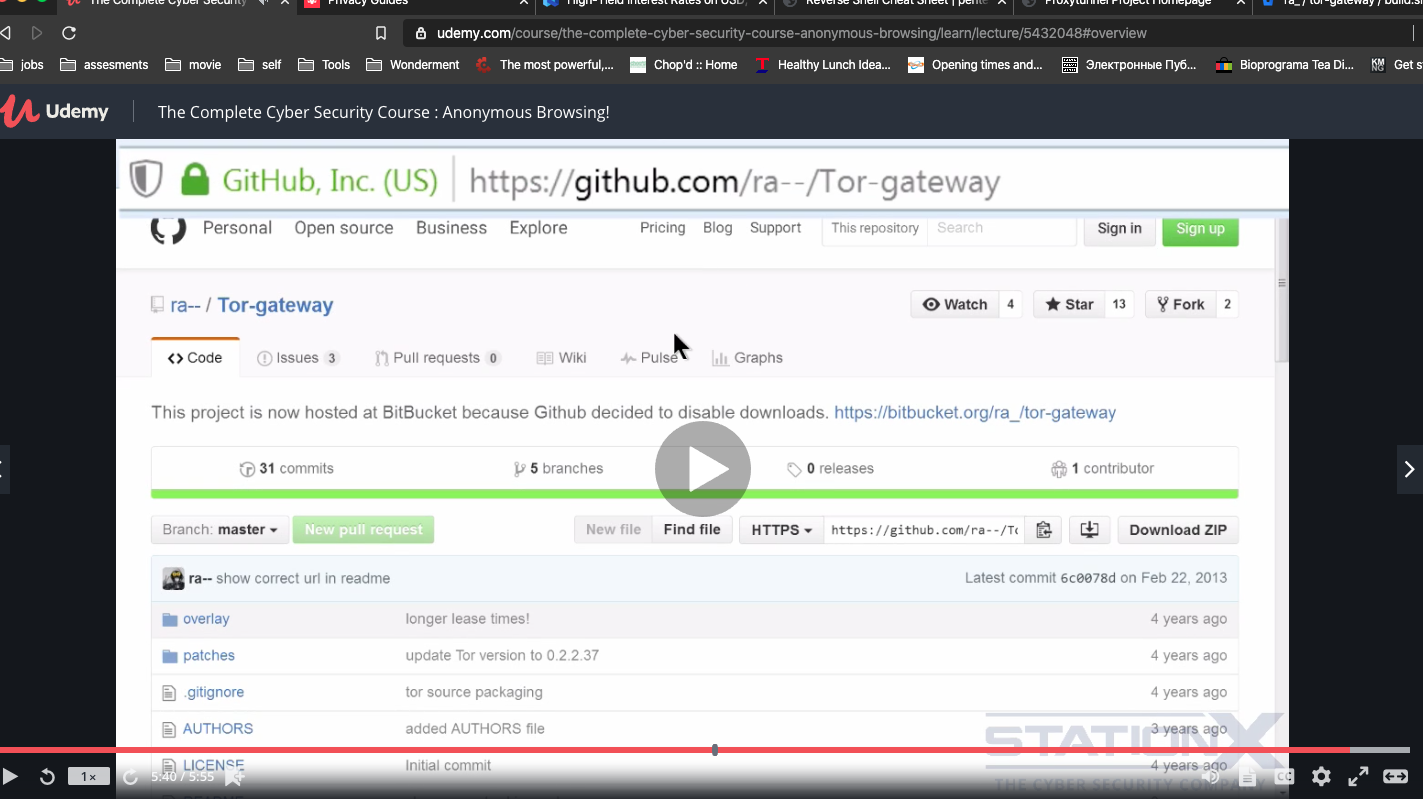 The Complete Cyber Security
Privacy Guides
High-Yield Interest Rates on USD,
Reverse Shell Cheat Sheet | pente
Proxytunnel Project Homepage
ra_ / tor-gateway / build.s
udemy.com/course/the-complete-cyber-security-course-anonymous-browsing/learn/lecture/5432048#overview
jobs assesments movie self Tools Wonderment The most powerful,... Chop'd :: Home Healthy Lunch Idea... Opening times and... Электронные Пуб... Bioprograma Tea Di... KM NG Get s
Udemy The Complete Cyber Security Course : Anonymous Browsing!
GitHub, Inc. (US) https://github.com/ra--/Tor-gateway
Personal Open source Business Explore Pricing Blog Support This repository Search Sign in Sign up
ra-- / Tor-gateway Watch 4 Star 13 Fork 2
Code Issues 3 Pull requests 0 Wiki Pulse Graphs
This project is now hosted at BitBucket because Github decided to disable downloads. https://bitbucket.org/ra_/tor-gateway
31 commits 5 branches 0 releases 1 contributor
Branch: master New pull request New file Find file HTTPS https://github.com/ra--/To Download ZIP
ra-- show correct url in readme Latest commit 6c0078d on Feb 22, 2013
overlay longer lease times! 4 years ago
patches update Tor version to 0.2.2.37 4 years ago
.gitignore tor source packaging 4 years ago
AUTHORS added AUTHORS file 3 years ago
STATIONX
LICENSE Initial commit 4 years ago
THE CYBER SECURITY COMPANY
1× 5:40 / 5:55 CC